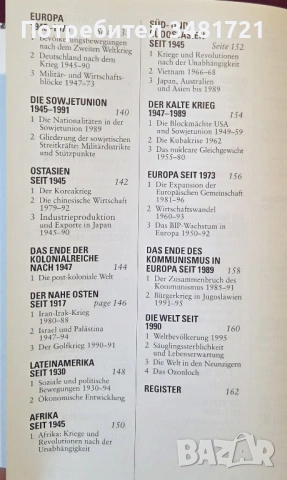 EUROPA
1 Bevölkerungsbewegungen
nach dem Zweiten Weltkrieg
2 Deutschland nach dem
Krieg 1945–90
3 Militär- und Wirtschafts-
blöcke 1947–73
DIE SOWJETUNION
1945–1991 140
1 Die Nationalitäten in der
Sowjetunion 1989
2 Gliederung der sowjetischen
Streitkräfte: Militärdistrikte
und Stützpunkte
OSTASIEN
SEIT 1945 142
1 Der Koreakrieg
2 Die chinesische Wirtschaft
1979–92
3 Industrieproduktion
und Exporte in Japan
1945–90
DAS ENDE DER
KOLONIALREICHE
NACH 1947 144
1 Die post-koloniale Welt
DER NAHE OSTEN
SEIT 1917 page 146
1 Iran-Irak-Krieg
1980–88
2 Israel und Palästina
1947–94
3 Der Golfkrieg 1990–91
LATEINAMERIKA
SEIT 1930 148
1 Soziale und politische
Bewegungen 1930–94
2 Ökonomische Entwicklung
AFRIKA
SEIT 1945 150
1 Afrika: Kriege und
Revolutionen nach der
Unabhängigkeit
SEIT 1945 Seite 152
1 Kriege und Revolutionen
nach der Unabhängigkeit
2 Vietnam 1966–68
3 Japan, Australien
und Asien bis 1989
DER KALTE KRIEG
1947–1989 154
1 Die Blockmächte USA
und Sowjetunion 1949–59
2 Die Kubakrise 1962
3 Das nukleare Gleichgewicht
1955–80
EUROPA SEIT 1973 156
1 Die Expansion der
Europäischen Gemeinschaft
1981–96
2 Wirtschaftswandel
1960–93
3 Das BIP-Wachstum in
Europa 1950–92
DAS ENDE DES
KOMMUNISMUS IN
EUROPA SEIT 1989 158
1 Der Zusammenbruch des
Kommunismus 1985–91
2 Bürgerkrieg in Jugoslawien
1991–95
DIE WELT SEIT
1990 160
1 Weltbevölkerung 1995
2 Säuglingssterblichkeit und
Lebenserwartung
3 Die Welt in den Neunzigern
4 Das Ozonloch
REGISTER 162
Число: 2481721
bazar.bg